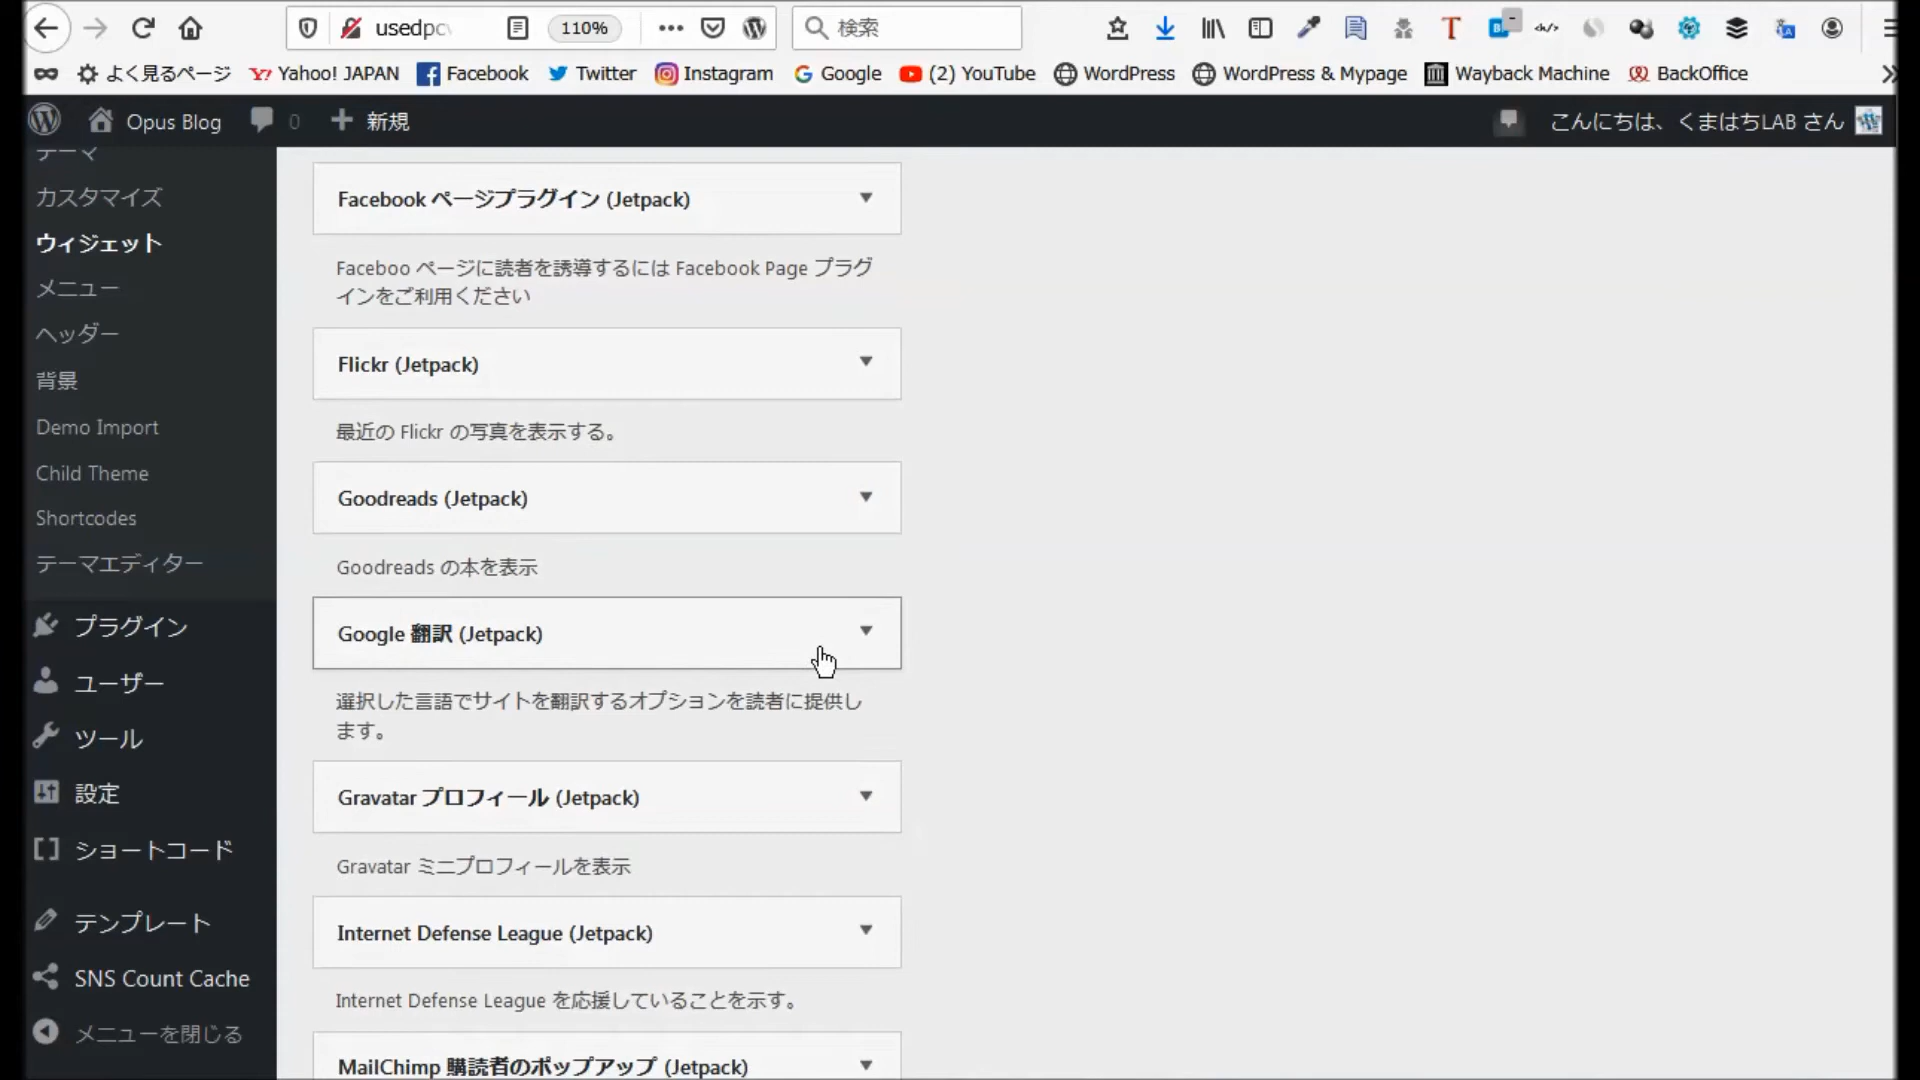 110%
検索
よく見るページ
Yahoo! JAPAN
Facebook
Twitter
Instagram
Google
(2) YouTube
WordPress
WordPress & Mypage
Wayback Machine
BackOffice
Opus Blog
0
新規
こんにちは、くまはちLAB さん
テーマ
カスタマイズ
ウィジェット
メニュー
ヘッダー
背景
Demo Import
Child Theme
Shortcodes
テーマエディター
プラグイン
ユーザー
ツール
設定
ショートコード
テンプレート
SNS Count Cache
メニューを閉じる
Facebook ページプラグイン (Jetpack)
Faceboo ページに読者を誘導するには Facebook Page プラグ
インをご利用ください
Flickr (Jetpack)
最近の Flickr の写真を表示する。
Goodreads (Jetpack)
Goodreads の本を表示
Google 翻訳 (Jetpack)
選択した言語でサイトを翻訳するオプションを読者に提供し
ます。
Gravatar プロフィール (Jetpack)
Gravatar ミニプロフィールを表示
Internet Defense League (Jetpack)
Internet Defense League を応援していることを示す。
MailChimp 購読者のポップアップ (Jetpack)